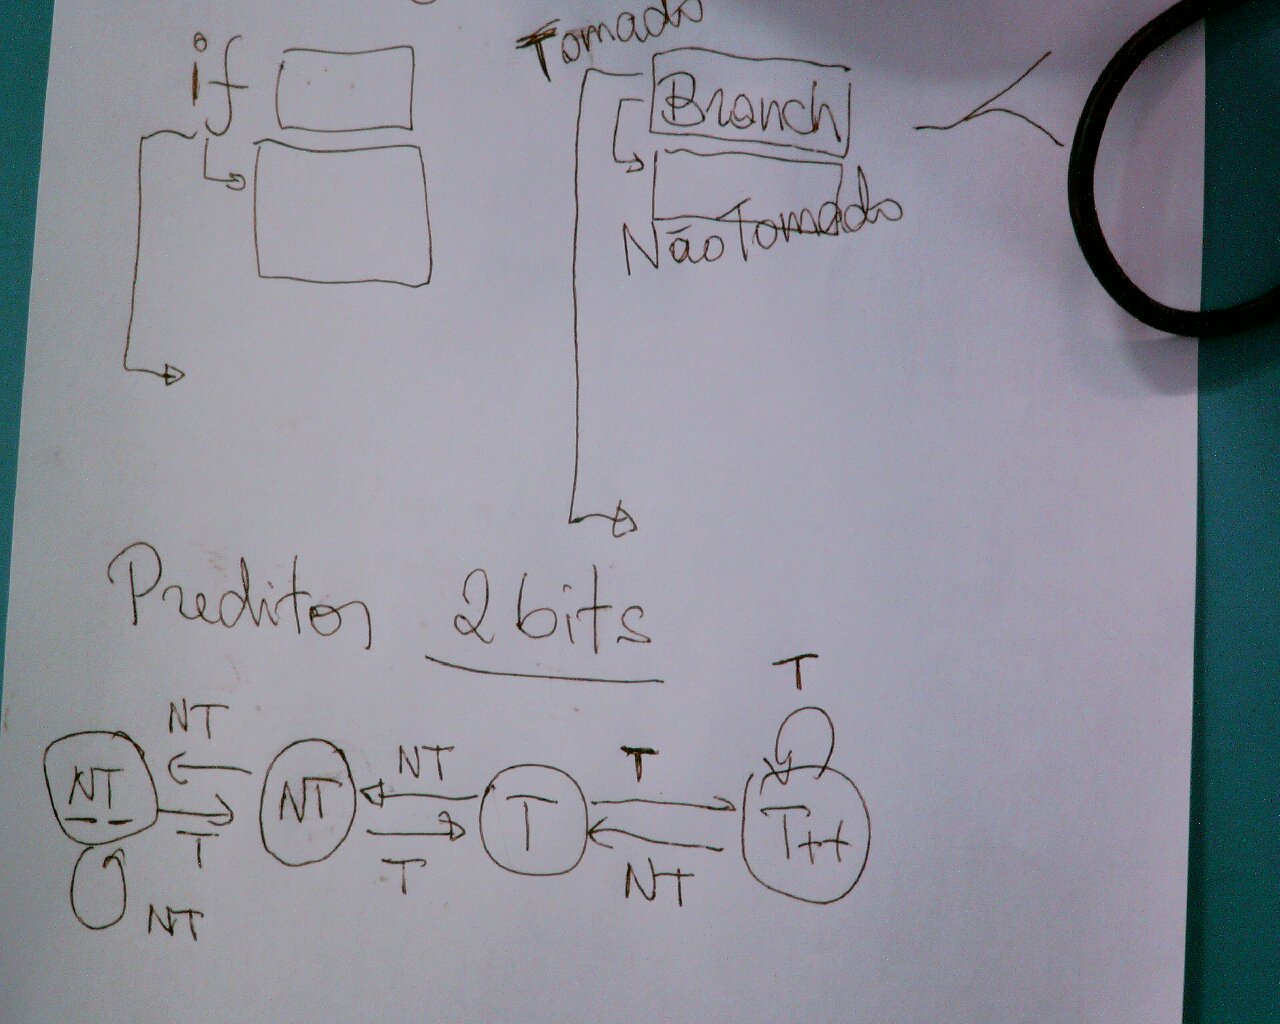 if
Tomado
Branch
Não Tomado
Preditor 2 bits
T
NT NT T
NT NT T T++
T T NT
NT